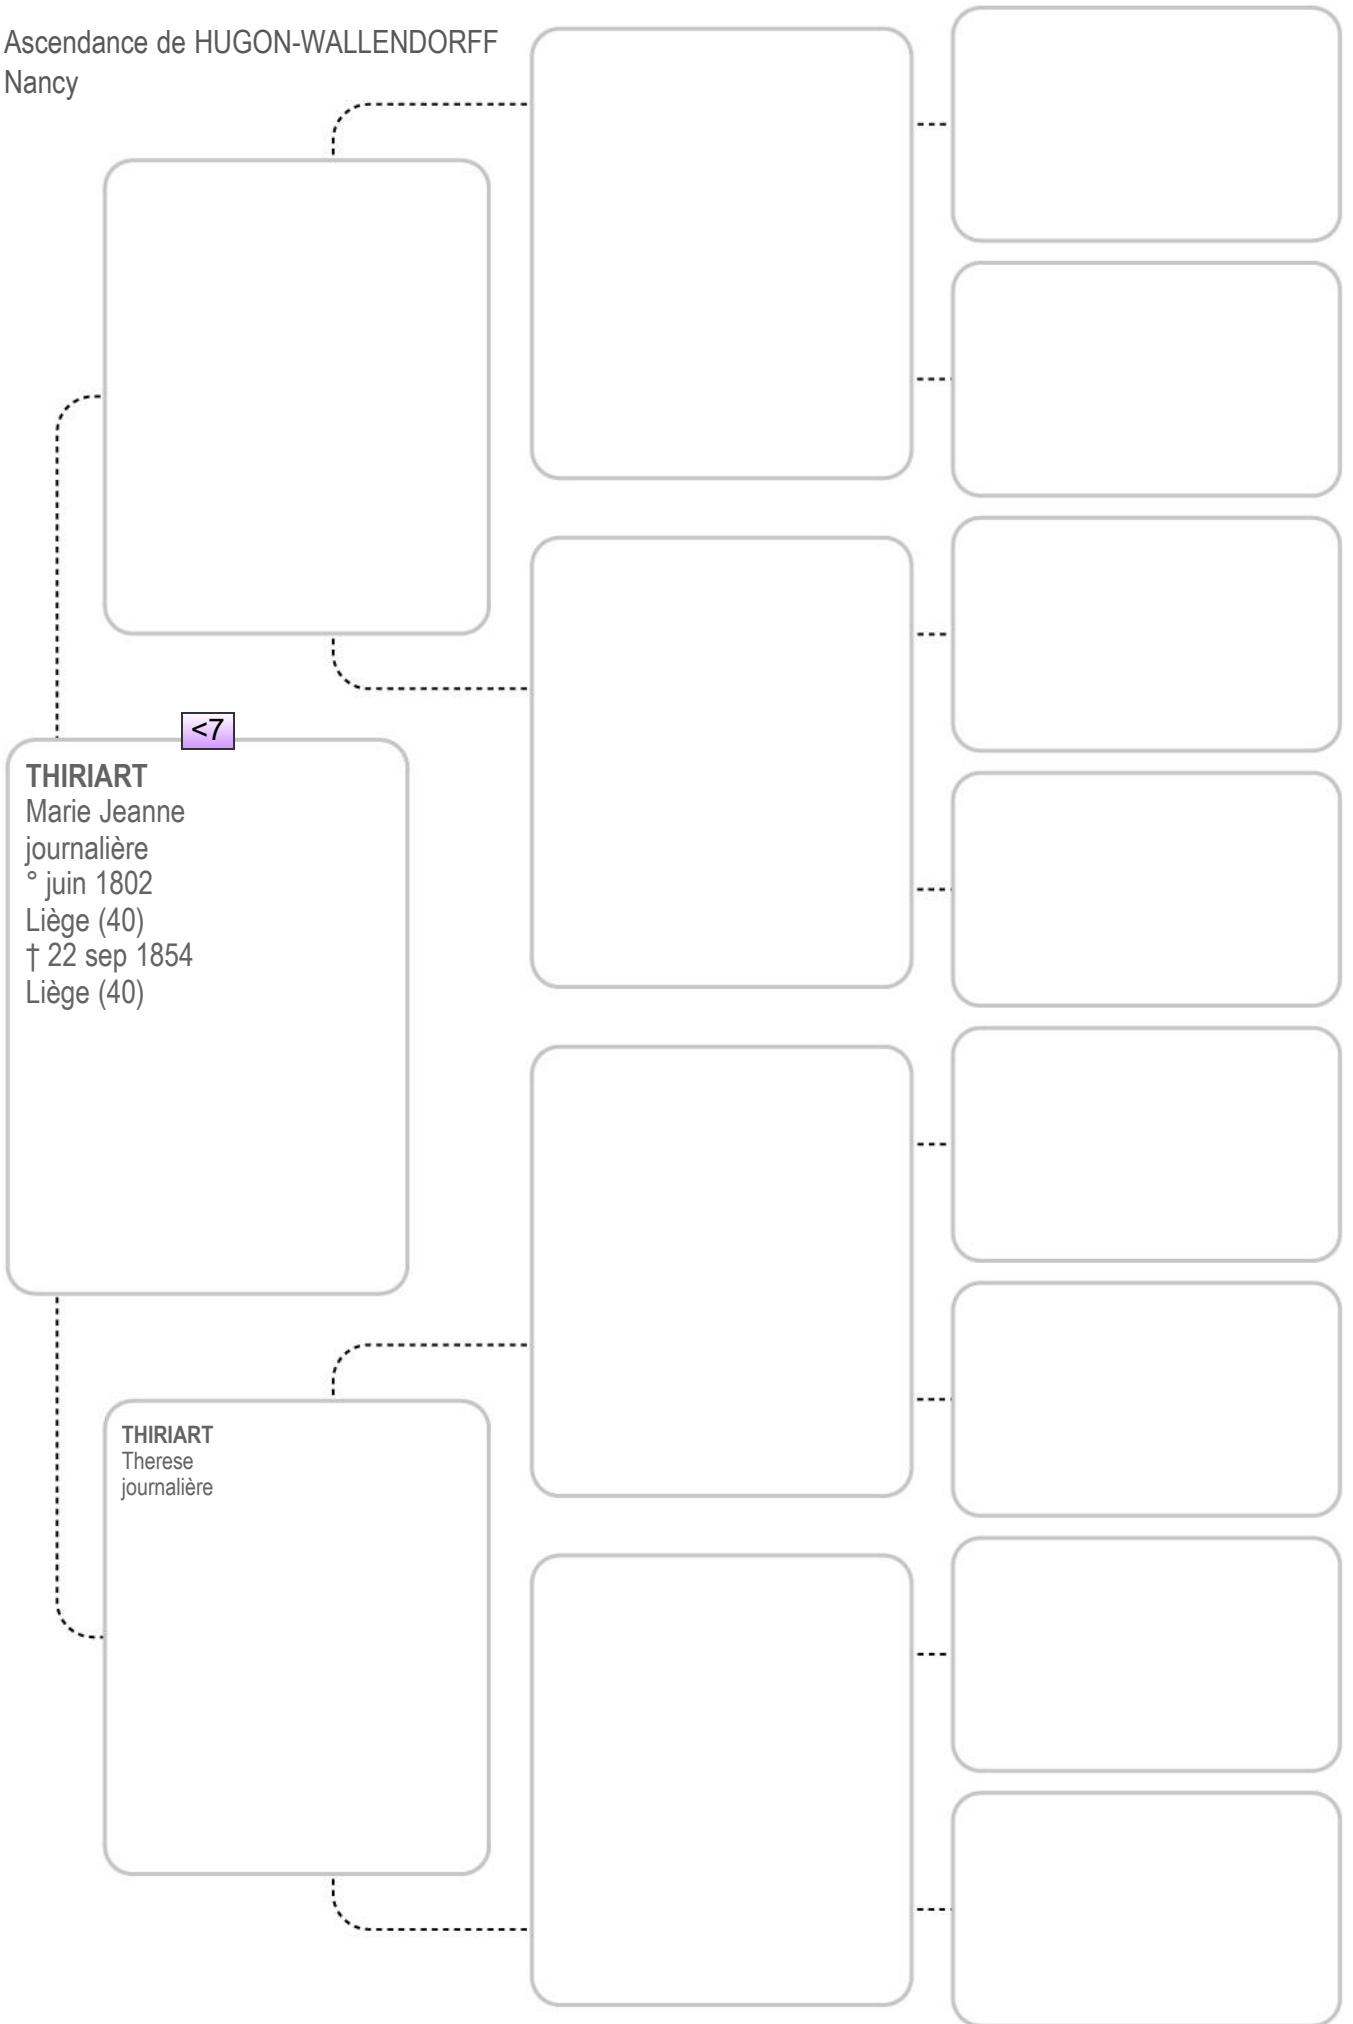 Ascendance de HUGON-WALLENDORFF
Nancy
<7
THIRIART
Marie Jeanne
journalière
° juin 1802
Liège (40)
† 22 sep 1854
Liège (40)
THIRIART
Therese
journalière